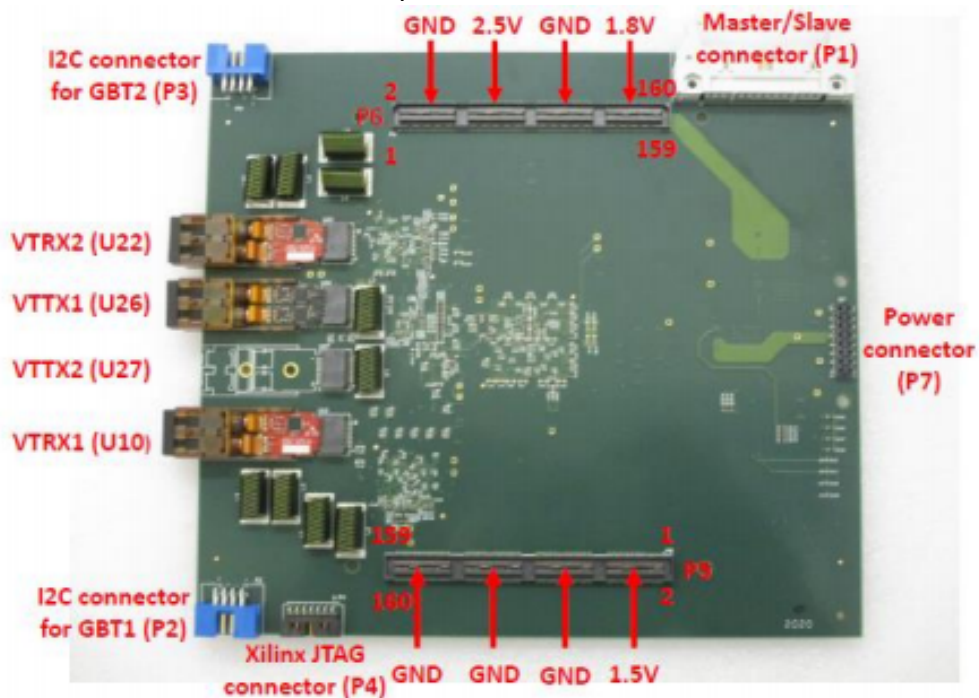 GND 2.5V GND 1.8V
Master/Slave
connector (P1)
I2C connector
for GBT2 (P3)
2
160
P6
1
159
VTRX2 (U22)
VTTX1 (U26)
VTTX2 (U27)
VTRX1 (U10)
Power
connector
(P7)
159
1
P9
160
2
I2C connector
for GBT1 (P2)
2020
Xilinx JTAG
connector (P4)
GND GND GND 1.5V